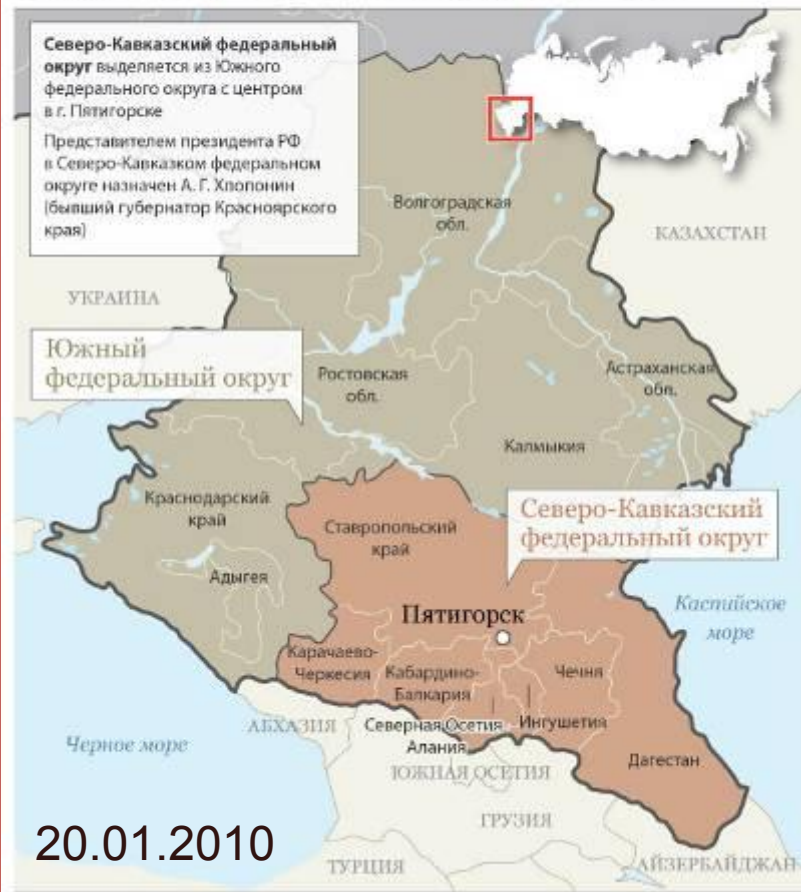 Северо-Кавказский федеральный
округ выделяется из Южного
федерального округа с центром
в г. Пятигорске
Представителем президента РФ
в Северо-Кавказком федеральном
округе назначен А. Г. Хлопонин
(бывший губернатор Красноярского
края)
Волгоградская
обл.
КАЗАХСТАН
УКРАИНА
Южный
федеральный округ
Ростовская
обл.
Астраханская
обл.
Калмыкия
Краснодарский
край
Северо-Кавказский
федеральный округ
Ставропольский
край
Адыгея
Пятигорск
Каспийское
море
Карачаево-
Черкесия
Кабардино-
Балкария
Чечня
АБХАЗИЯ
Северная Осетия
Алания
Ингушетия
Черное море
ЮЖНАЯ ОСЕТИЯ
Дагестан
ГРУЗИЯ
20.01.2010
ТУРЦИЯ
АЙЗЕРБАЙДЖАН